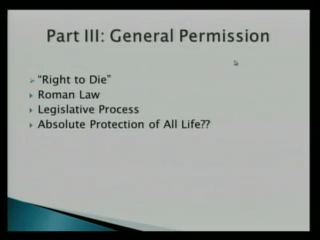 Part III: General Permission
"Right to Die"
Roman Law
Legislative Process
Absolute Protection of All Life??